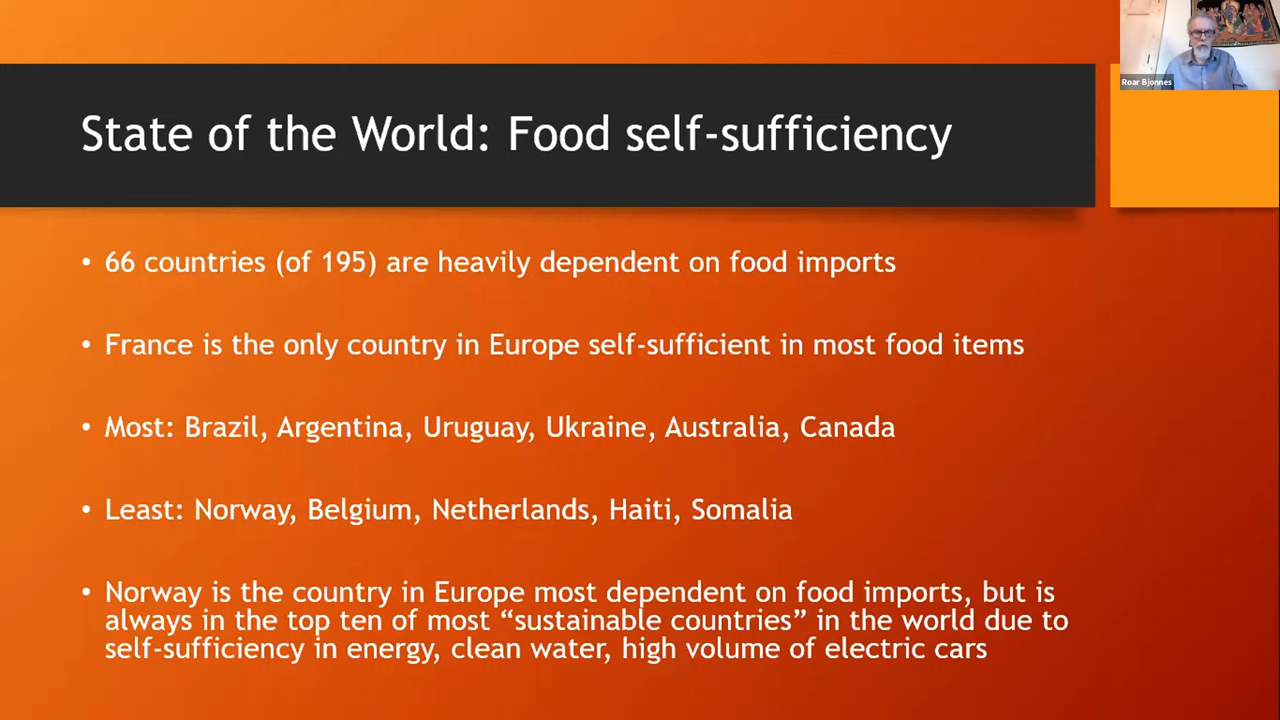 Roar Bjonnes
State of the World: Food self-sufficiency
• 66 countries (of 195) are heavily dependent on food imports
• France is the only country in Europe self-sufficient in most food items
• Most: Brazil, Argentina, Uruguay, Ukraine, Australia, Canada
• Least: Norway, Belgium, Netherlands, Haiti, Somalia
• Norway is the country in Europe most dependent on food imports, but is
always in the top ten of most “sustainable countries” in the world due to
self-sufficiency in energy, clean water, high volume of electric cars